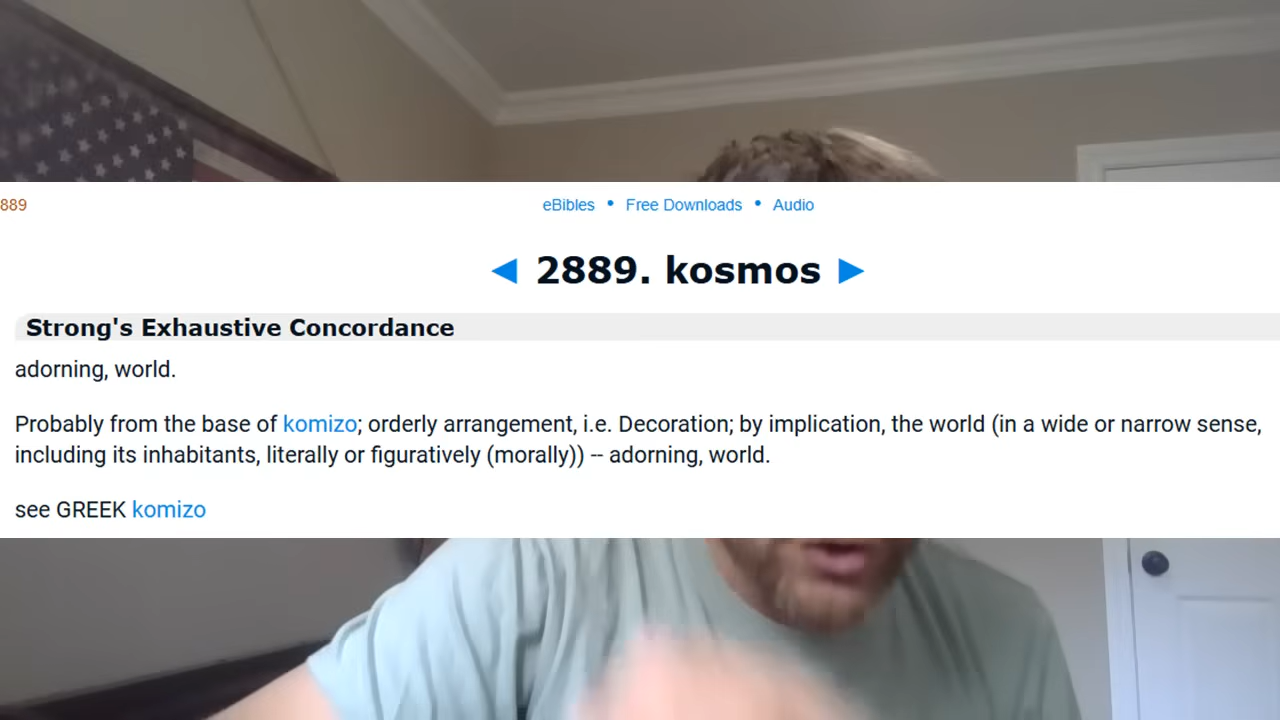 889
eBibles • Free Downloads • Audio
◄ 2889. kosmos ►
Strong's Exhaustive Concordance
adorning, world.
Probably from the base of komizo; orderly arrangement, i.e. Decoration; by implication, the world (in a wide or narrow sense,
including its inhabitants, literally or figuratively (morally)) -- adorning, world.
see GREEK komizo